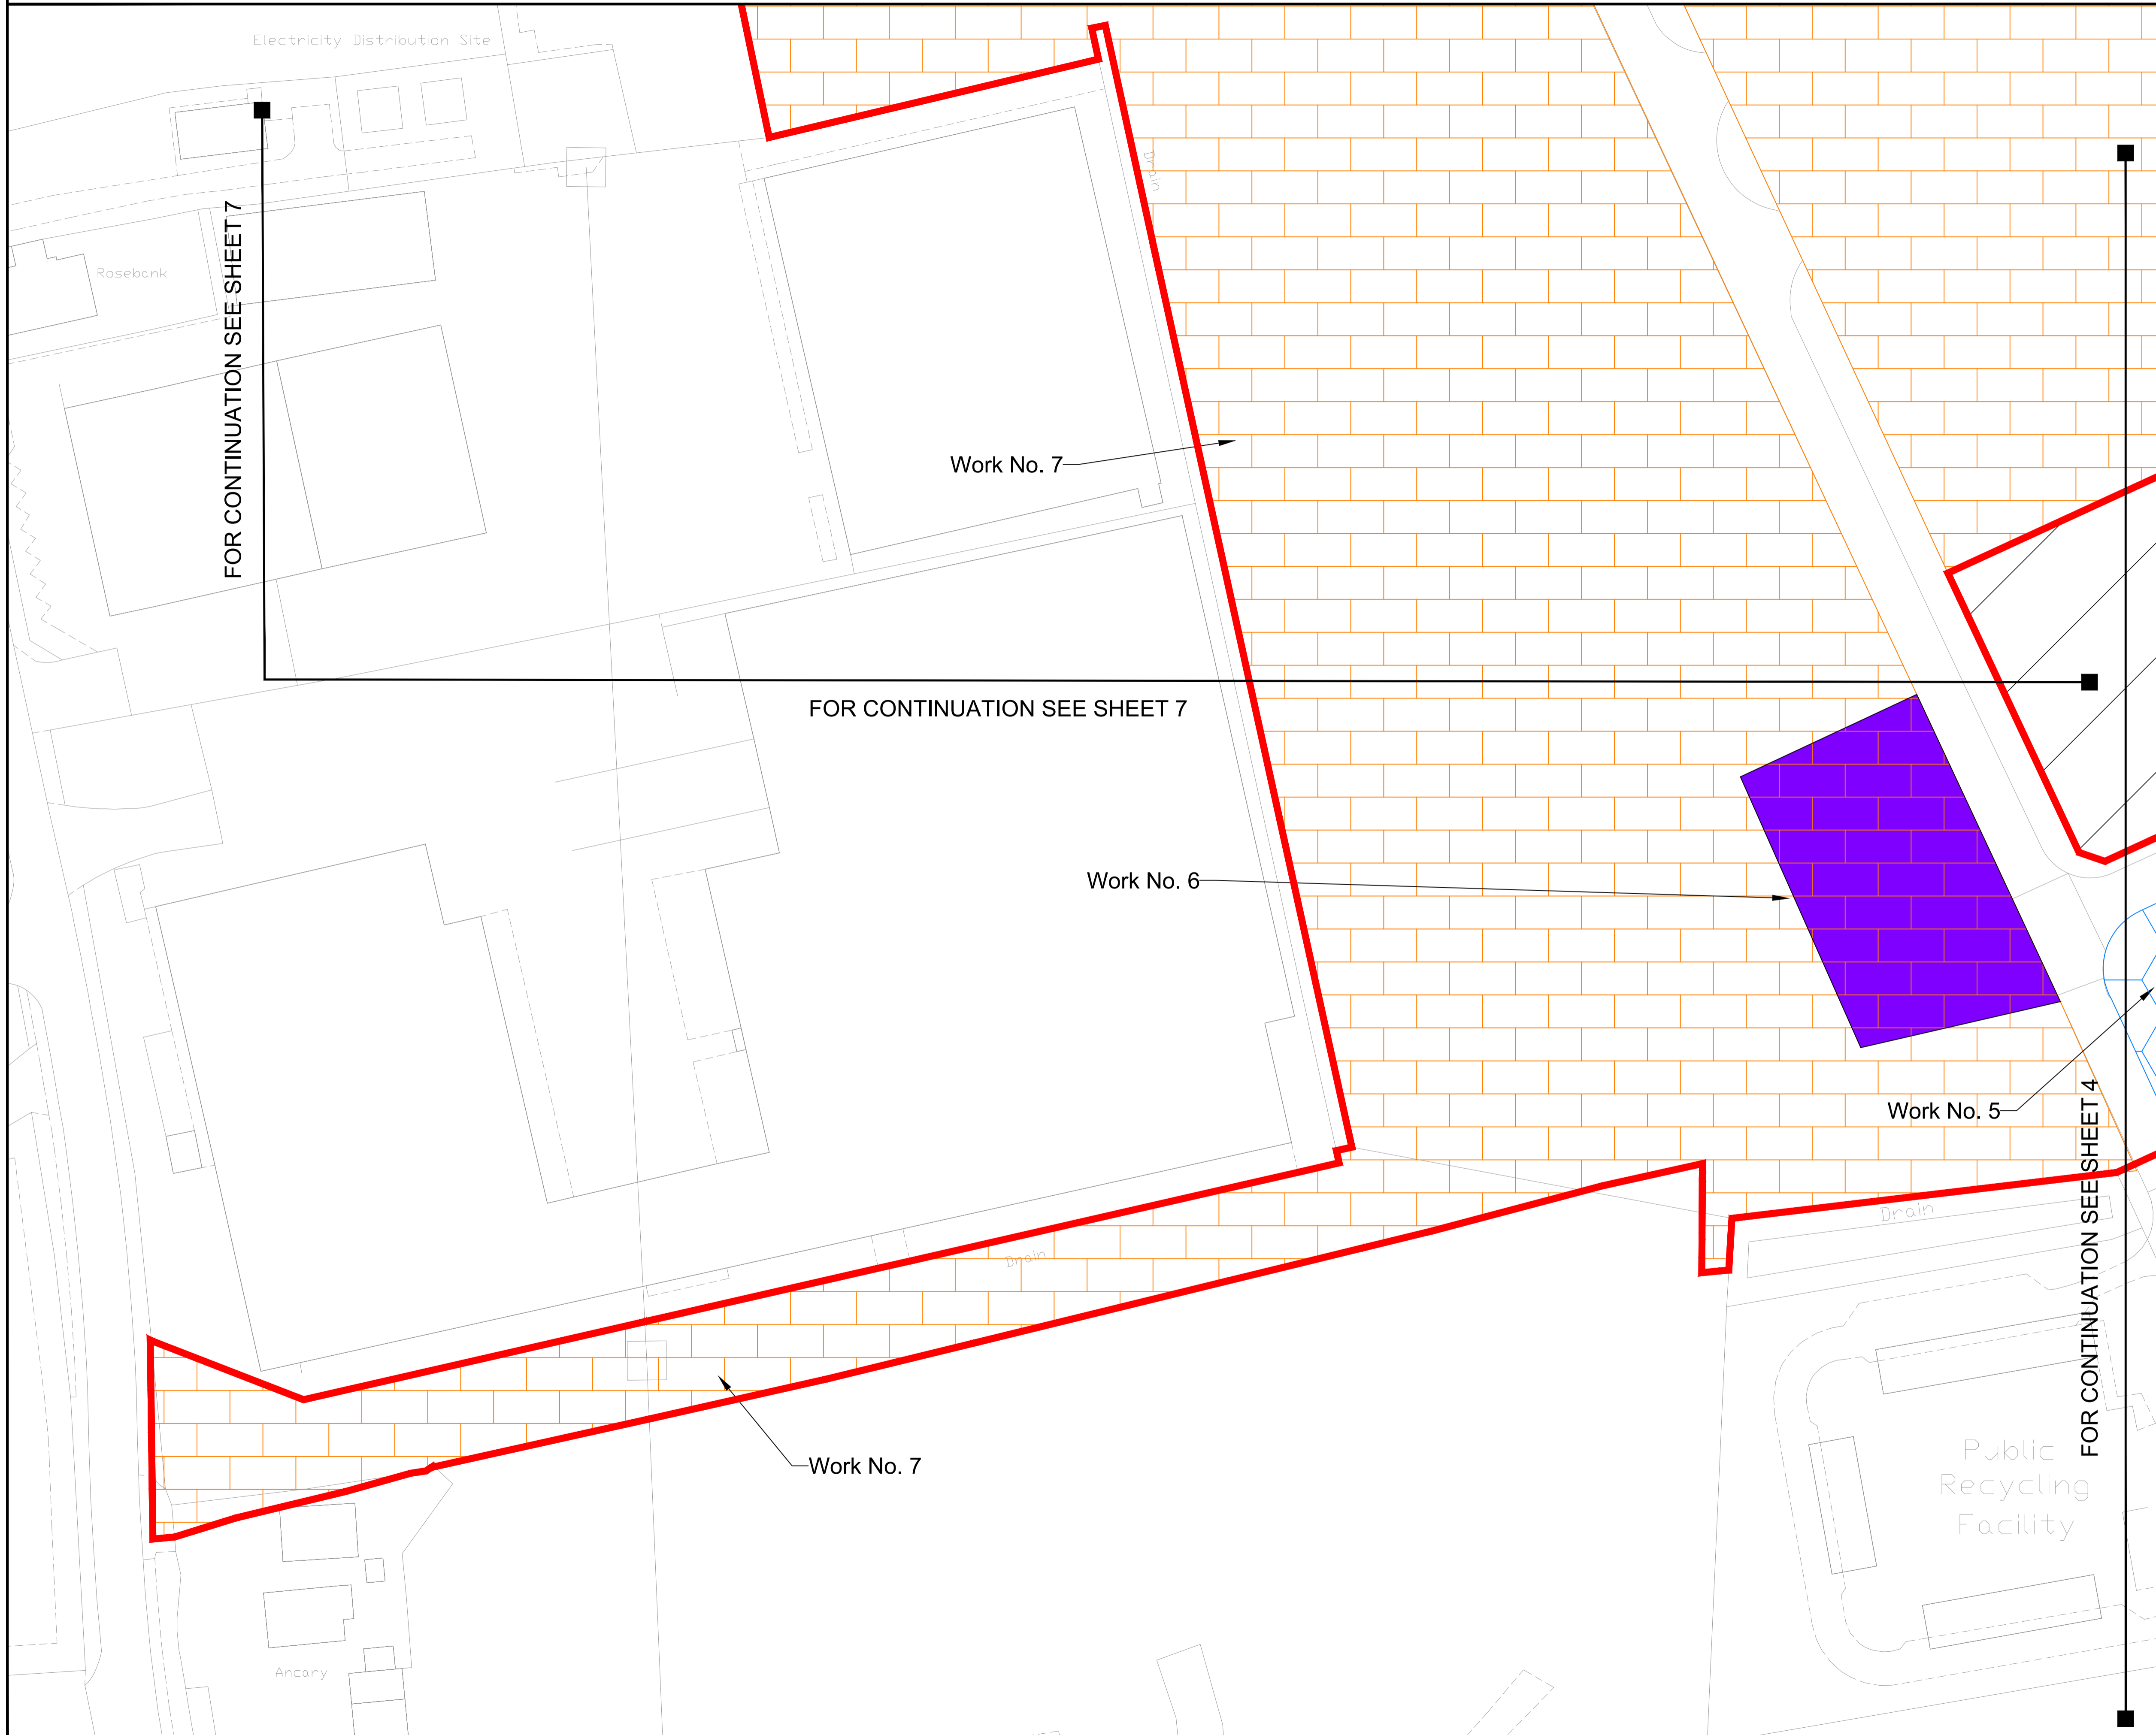 Electricity Distribution Site
Drain
FOR CONTINUATION SEE SHEET 7
Rosebank
Work No. 7
FOR CONTINUATION SEE SHEET 7
Work No. 6
Work No. 5
FOR CONTINUATION SEE SHEET 4
Drain
Drain
Work No. 7
Public
Recycling
Facility
Ancary